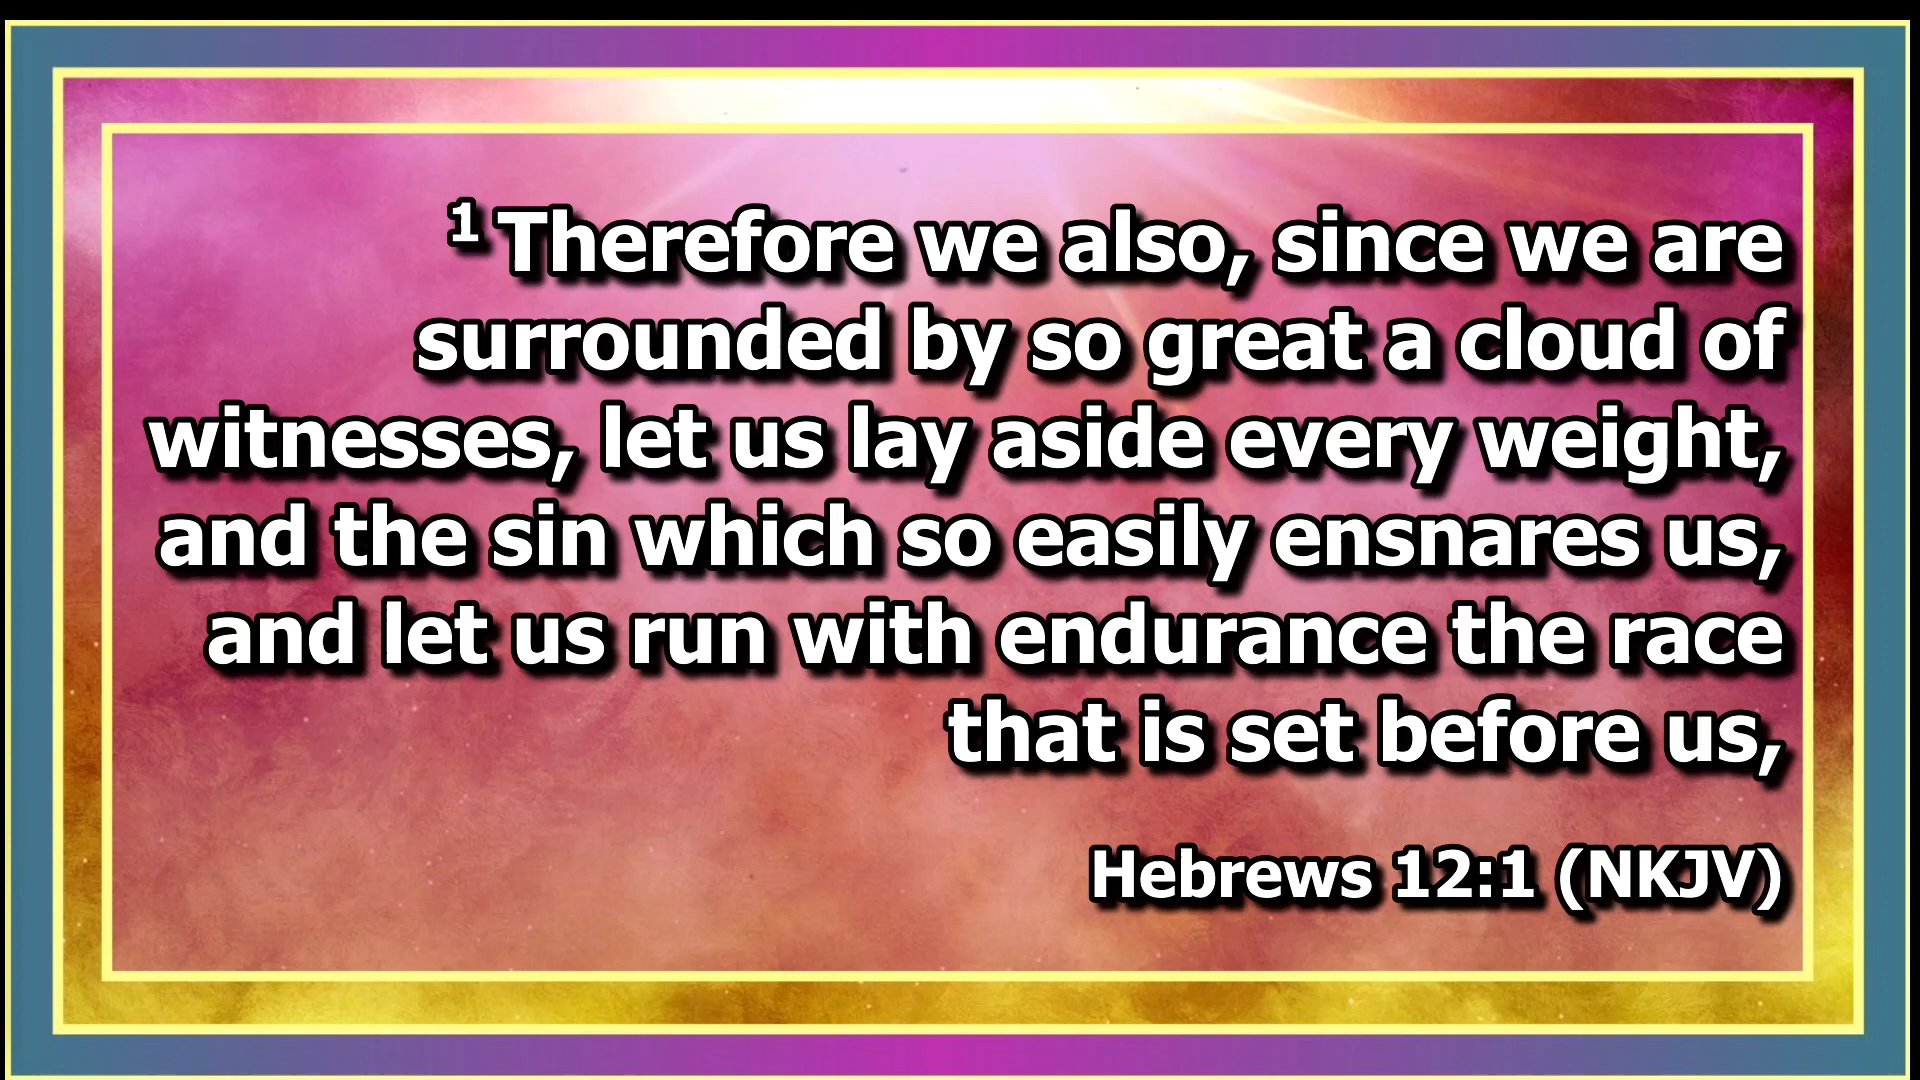 1 Therefore we also, since we are
surrounded by so great a cloud of
witnesses, let us lay aside every weight,
and the sin which so easily ensnares us,
and let us run with endurance the race
that is set before us,
Hebrews 12:1 (NKJV)